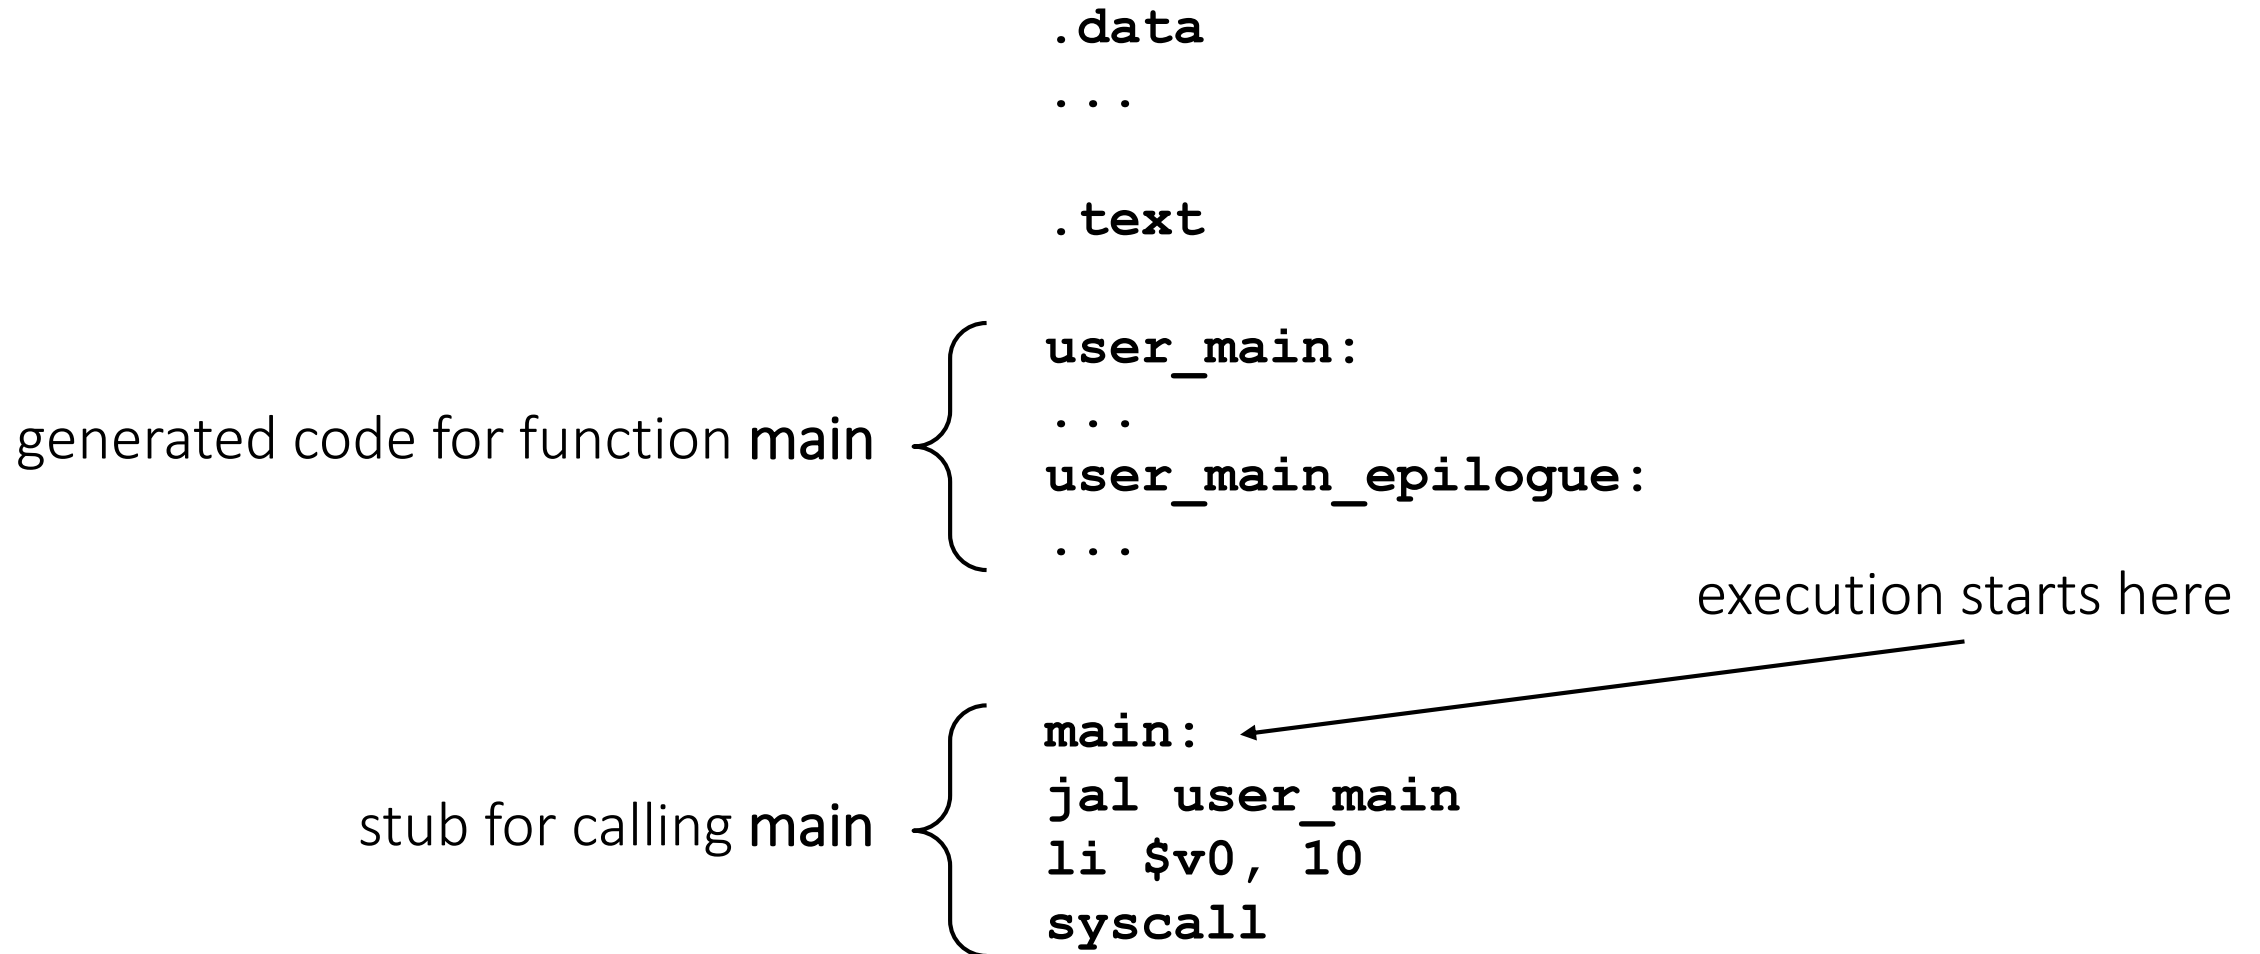 .data
...
.text
user_main:
...
generated code for function main
user_main_epilogue:
...
execution starts here
main:
jal user_main
stub for calling main
li $v0, 10
syscall